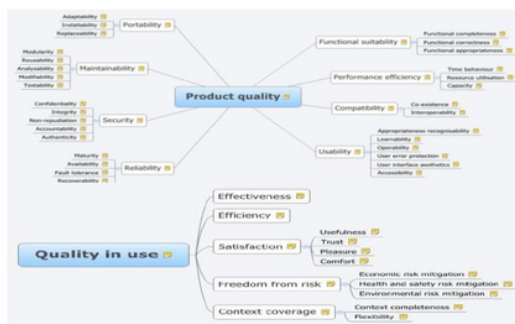 Adaptability
Installability
Replaceability
Portability
Modularity
Reusability
Analysability
Modifiability
Testability
Maintainability
Confidentiality
Integrity
Non-repudiation
Accountability
Authenticity
Security
Maturity
Availability
Fault tolerance
Recoverability
Reliability
Product quality
Functional suitability
Functional completeness
Functional correctness
Functional appropriateness
Performance efficiency
Time behaviour
Resource utilisation
Capacity
Compatibility
Co-existence
Interoperability
Usability
Appropriateness recognisability
Learnability
Operability
User error protection
User interface aesthetics
Accessibility
Quality in use
Effectiveness
Efficiency
Satisfaction
Usefulness
Trust
Pleasure
Comfort
Freedom from risk
Economic risk mitigation
Health and safety risk mitigation
Environmental risk mitigation
Context coverage
Context completeness
Flexibility